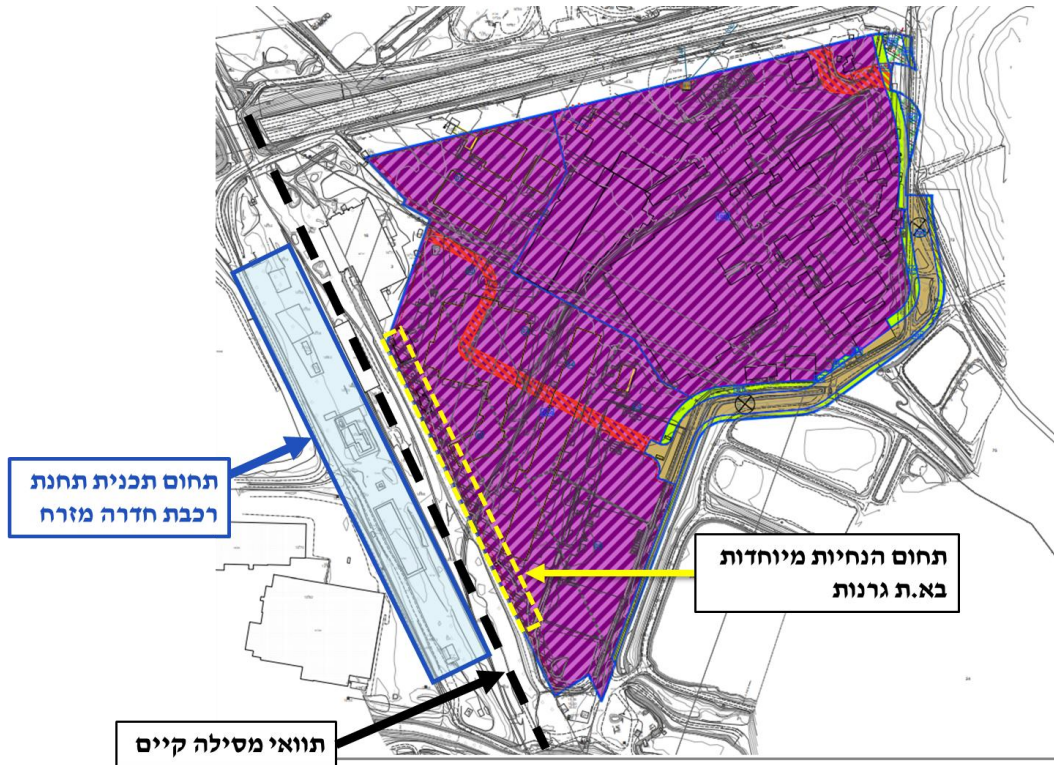 תחום תכנית תחנת
רכבת חדרה מזרח
תחום הנחיות מיוחדות
בא.ת גרנות
תוואי מסילה קיים